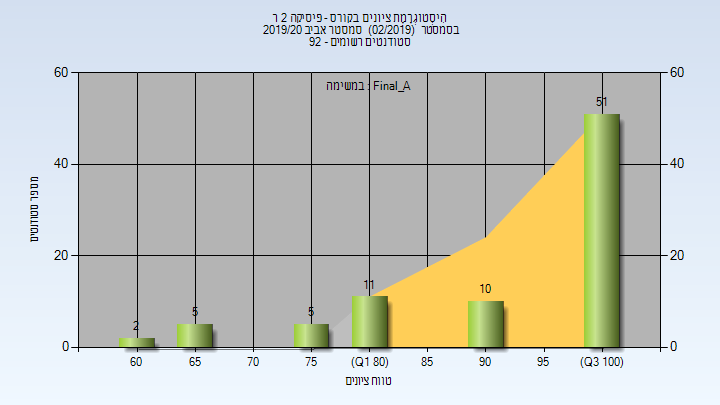 היסטוגרמת ציונים בקורס - פיסיקה 2 ר
בסמסטר (02/2019) סמסטר אביב 2019/20
סטודנטים רשומים - 92
במשימה : Final_A
60 60
40 40
20 20
0 0
מספר סטודנטים
2 5 5 11 10 51
60 65 70 75 (Q1 80) 85 90 95 (Q3 100)
טווח ציונים